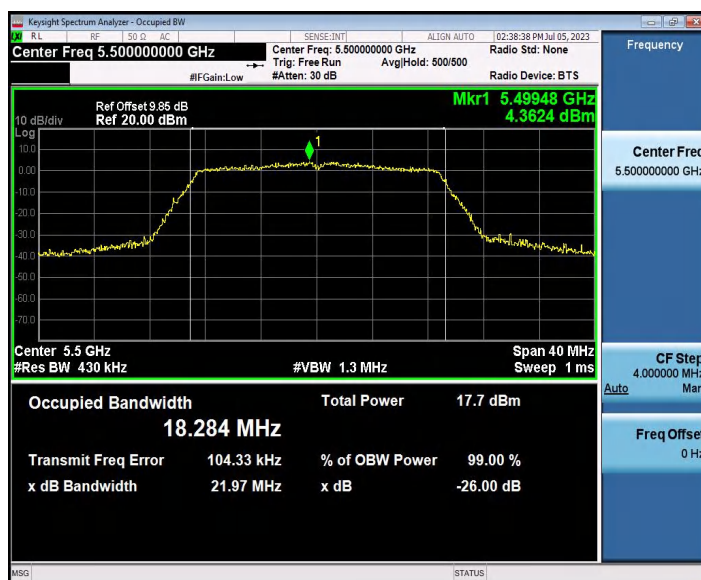 Keysight Spectrum Analyzer - Occupied BW
LXI RL RF 50 Ω AC SENSE:INT ALIGN AUTO 02:38:38 PM Jul 05, 2023
Center Freq 5.500000000 GHz
Center Freq: 5.500000000 GHz Radio Std: None
Trig: Free Run Avg|Hold: 500/500
#IFGain:Low #Atten: 30 dB Radio Device: BTS
Frequency
Ref Offset 9.85 dB Mkr1 5.49948 GHz
10 dB/div Ref 20.00 dBm 4.3624 dBm
Log
1
10.0
0.00
-10.0
-20.0
-30.0
-40.0
-50.0
-60.0
-70.0
Center 5.5 GHz Span 40 MHz
#Res BW 430 kHz #VBW 1.3 MHz Sweep 1 ms
Occupied Bandwidth Total Power 17.7 dBm
18.284 MHz
Transmit Freq Error 104.33 kHz % of OBW Power 99.00 %
x dB Bandwidth 21.97 MHz x dB -26.00 dB
Center Freq
5.500000000 GHz
CF Step
4.000000 MHz
Auto Man
Freq Offset
0 Hz
MSG STATUS